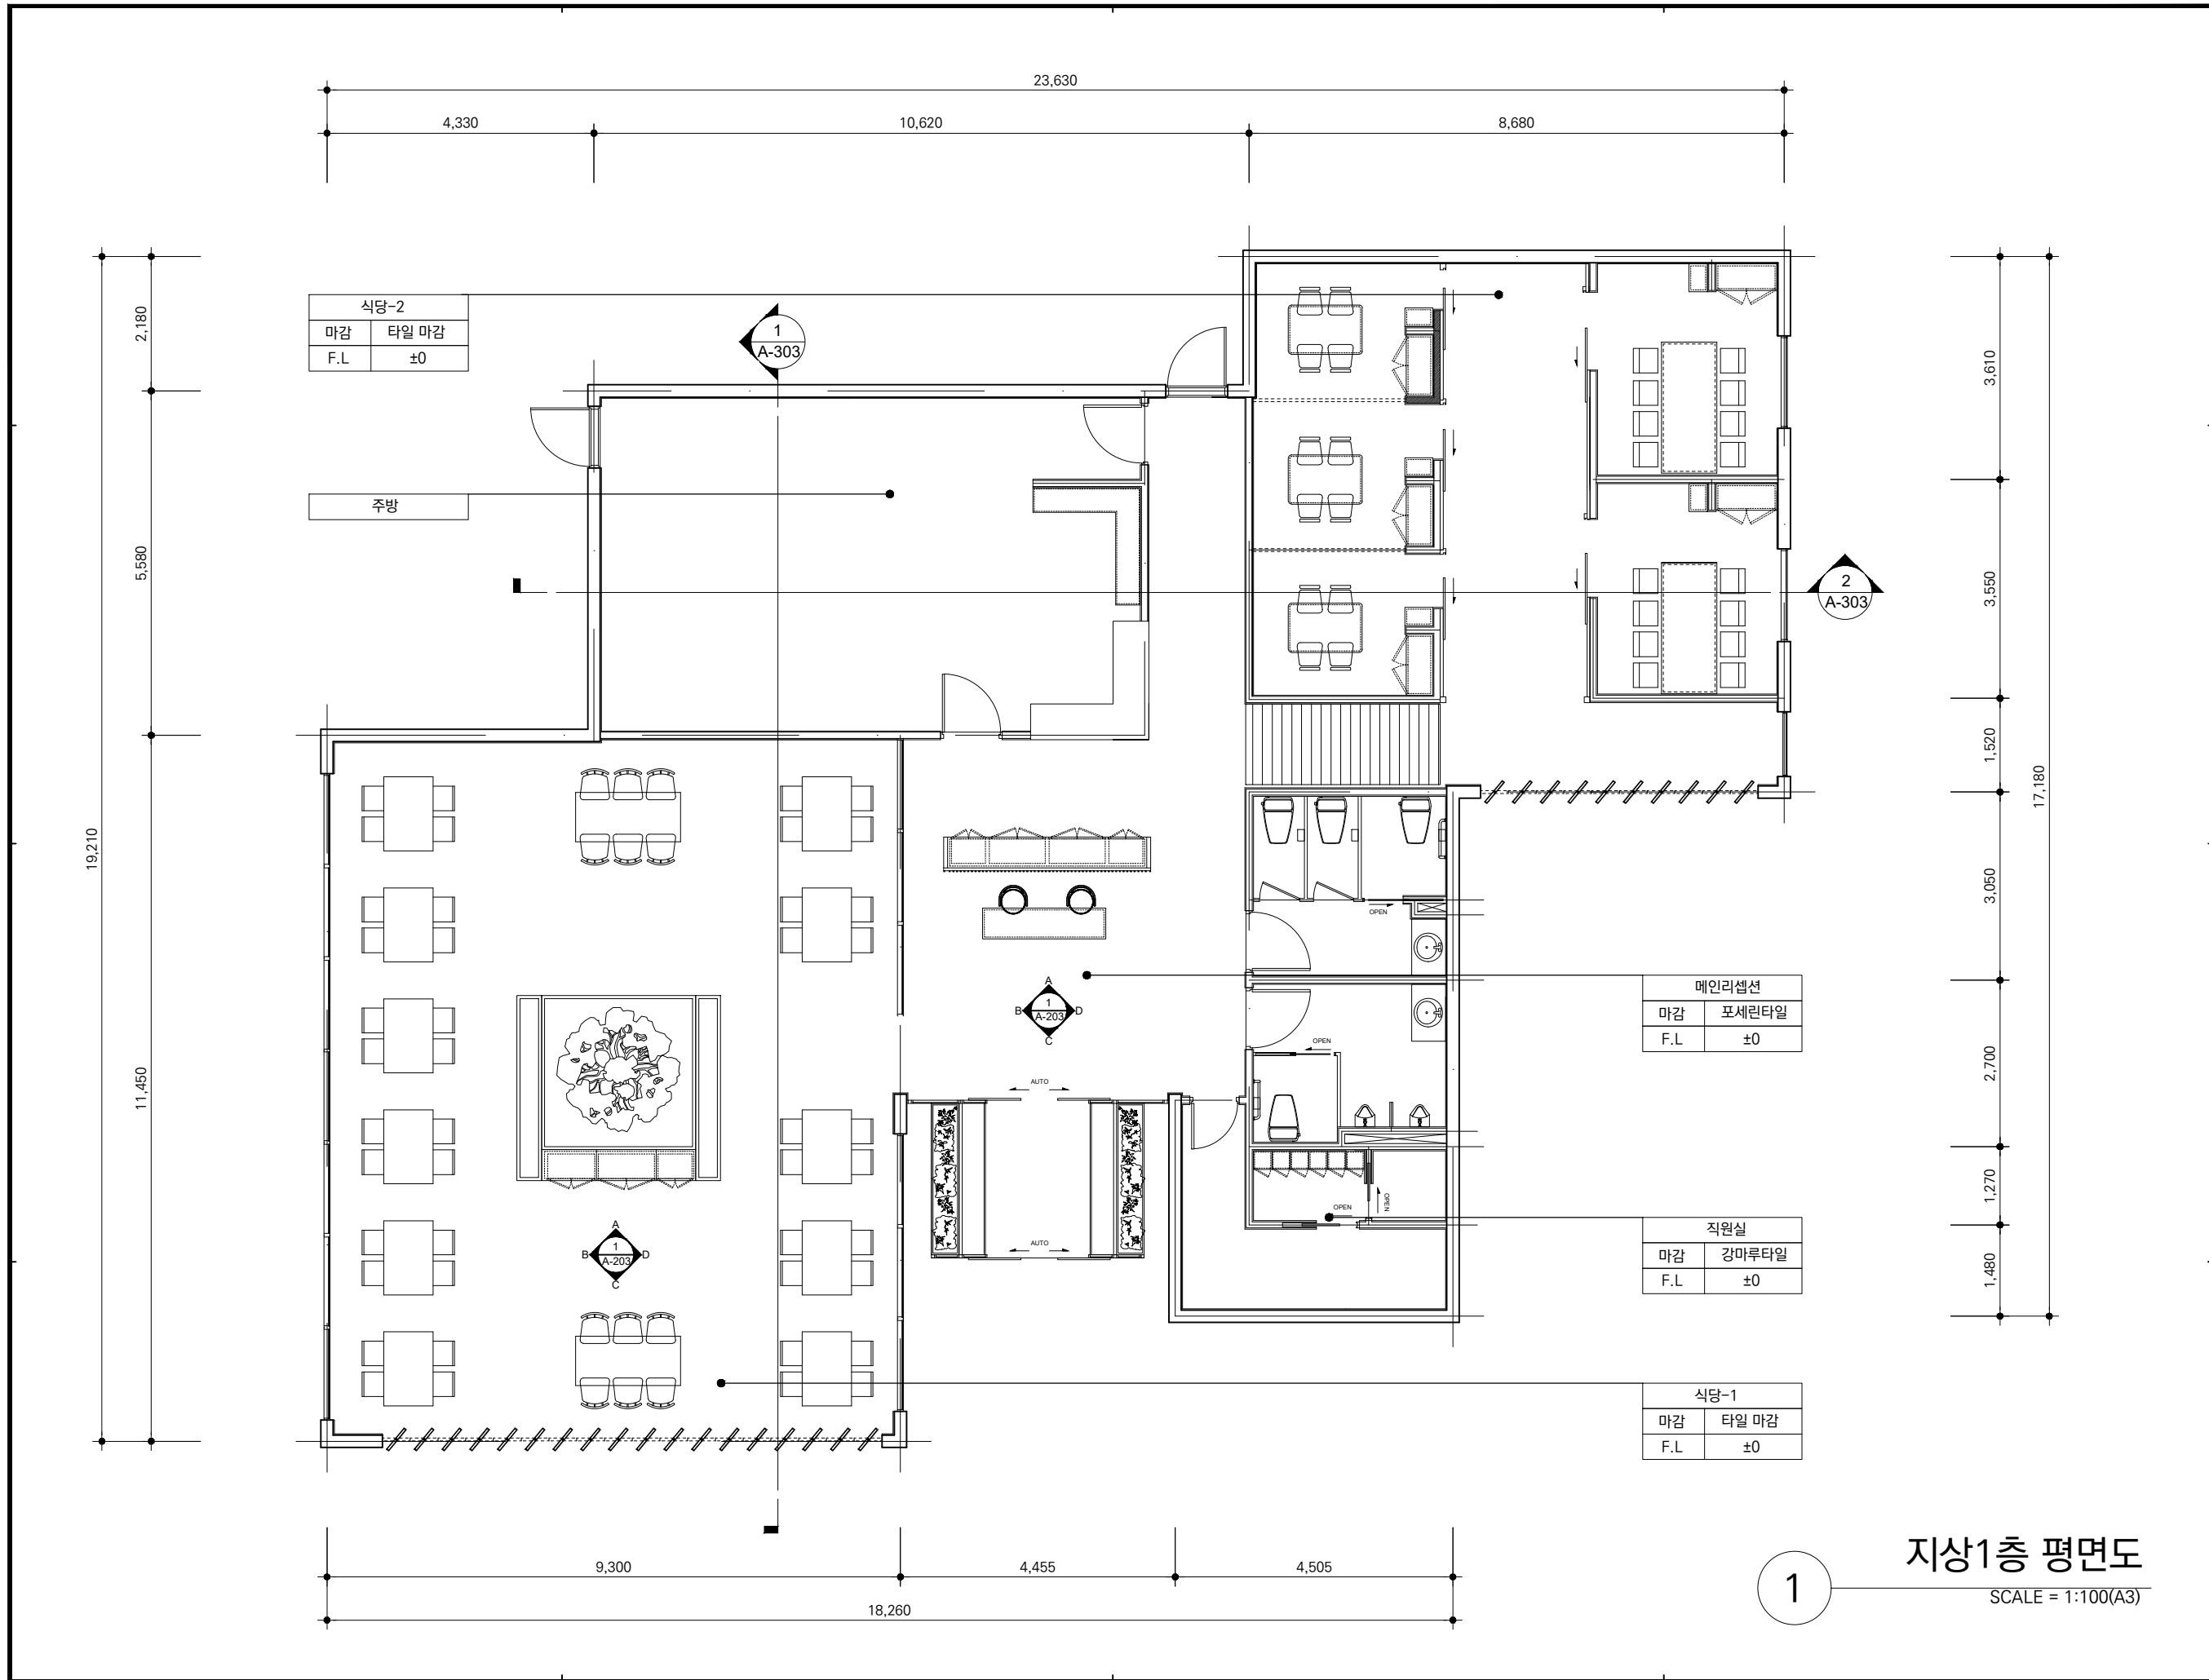 23,630
4,330
10,620
8,680
식당-2
마감 타일 마감
F.L ±0
1
A-303
2,180
3,610
주방
5,580
2
A-303
3,550
1,520
17,180
19,210
3,050
OPEN
메인리셉션
마감 포세린타일
F.L ±0
A
B 1 D
A-203
C
OPEN
2,700
AUTO
11,450
1,270
OPEN
OPEN
직원실
마감 강마루타일
F.L ±0
A
B 1 D
A-203
C
AUTO
1,480
식당-1
마감 타일 마감
F.L ±0
9,300
4,455
4,505
18,260
1
지상1층 평면도
SCALE = 1:100(A3)